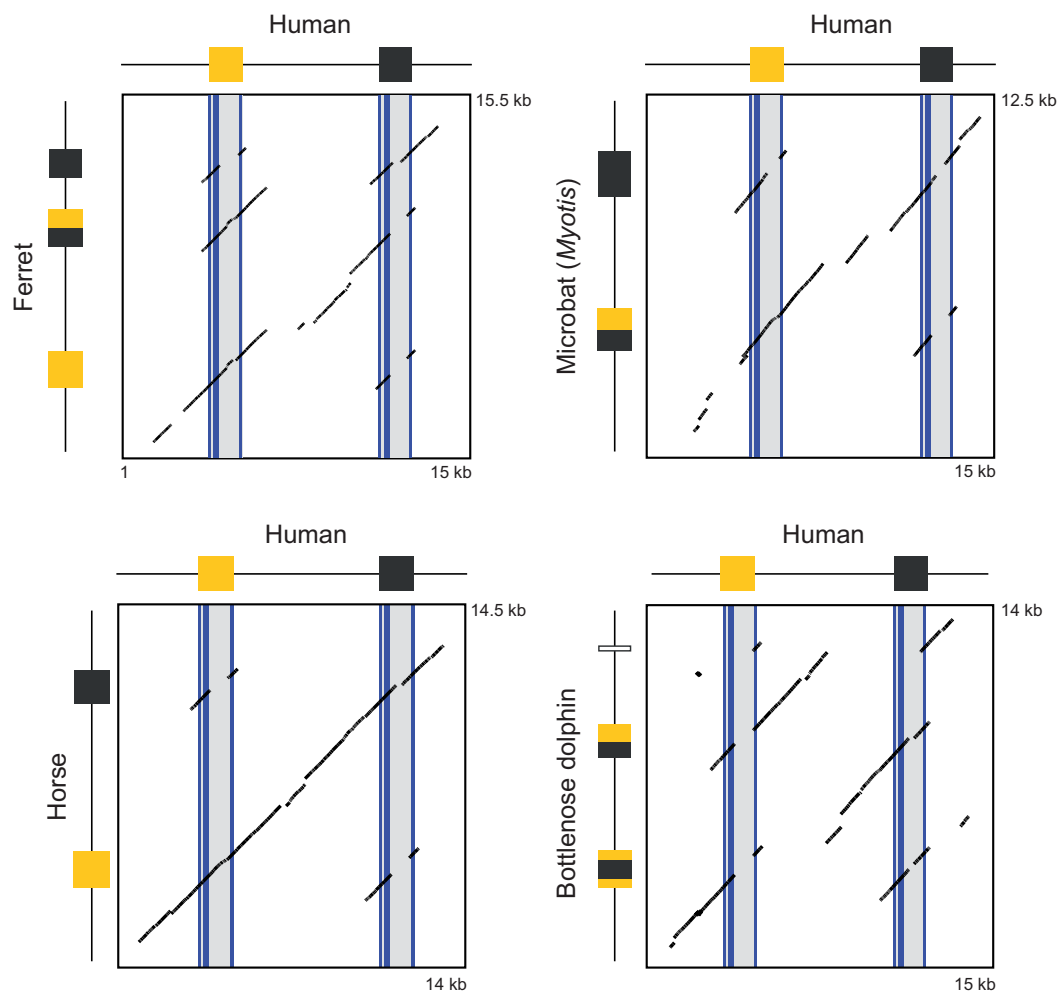 Human
Human
15.5 kb
12.5 kb
Ferret
Microbat (Myotis)
1
15 kb
15 kb
Human
Human
14.5 kb
14 kb
Horse
Bottlenose dolphin
14 kb
15 kb